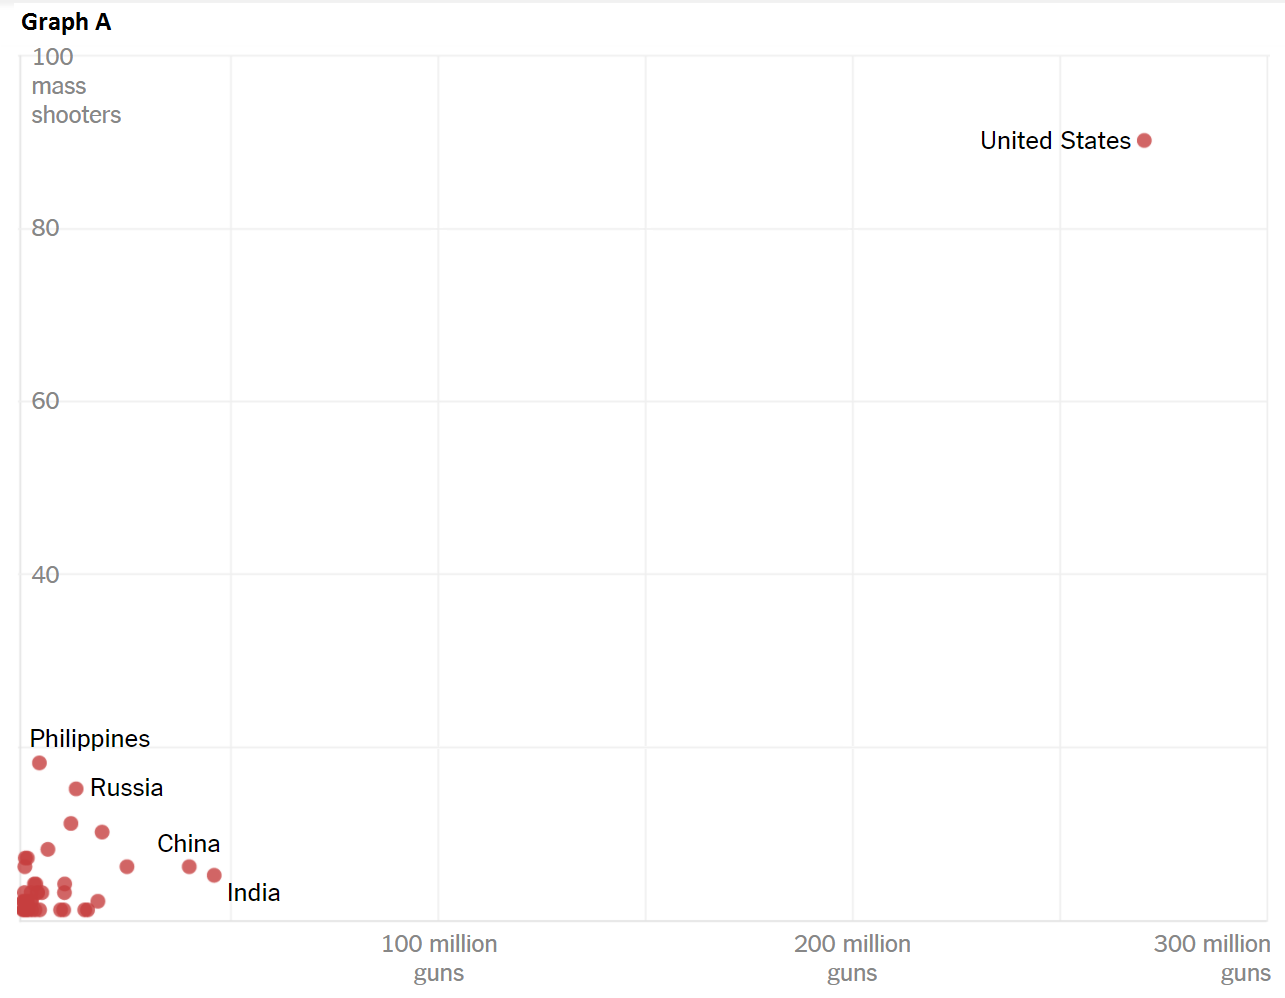 Graph A
100
mass
shooters
United States
80
60
40
Philippines
Russia
China
India
100 million
guns
200 million
guns
300 million
guns